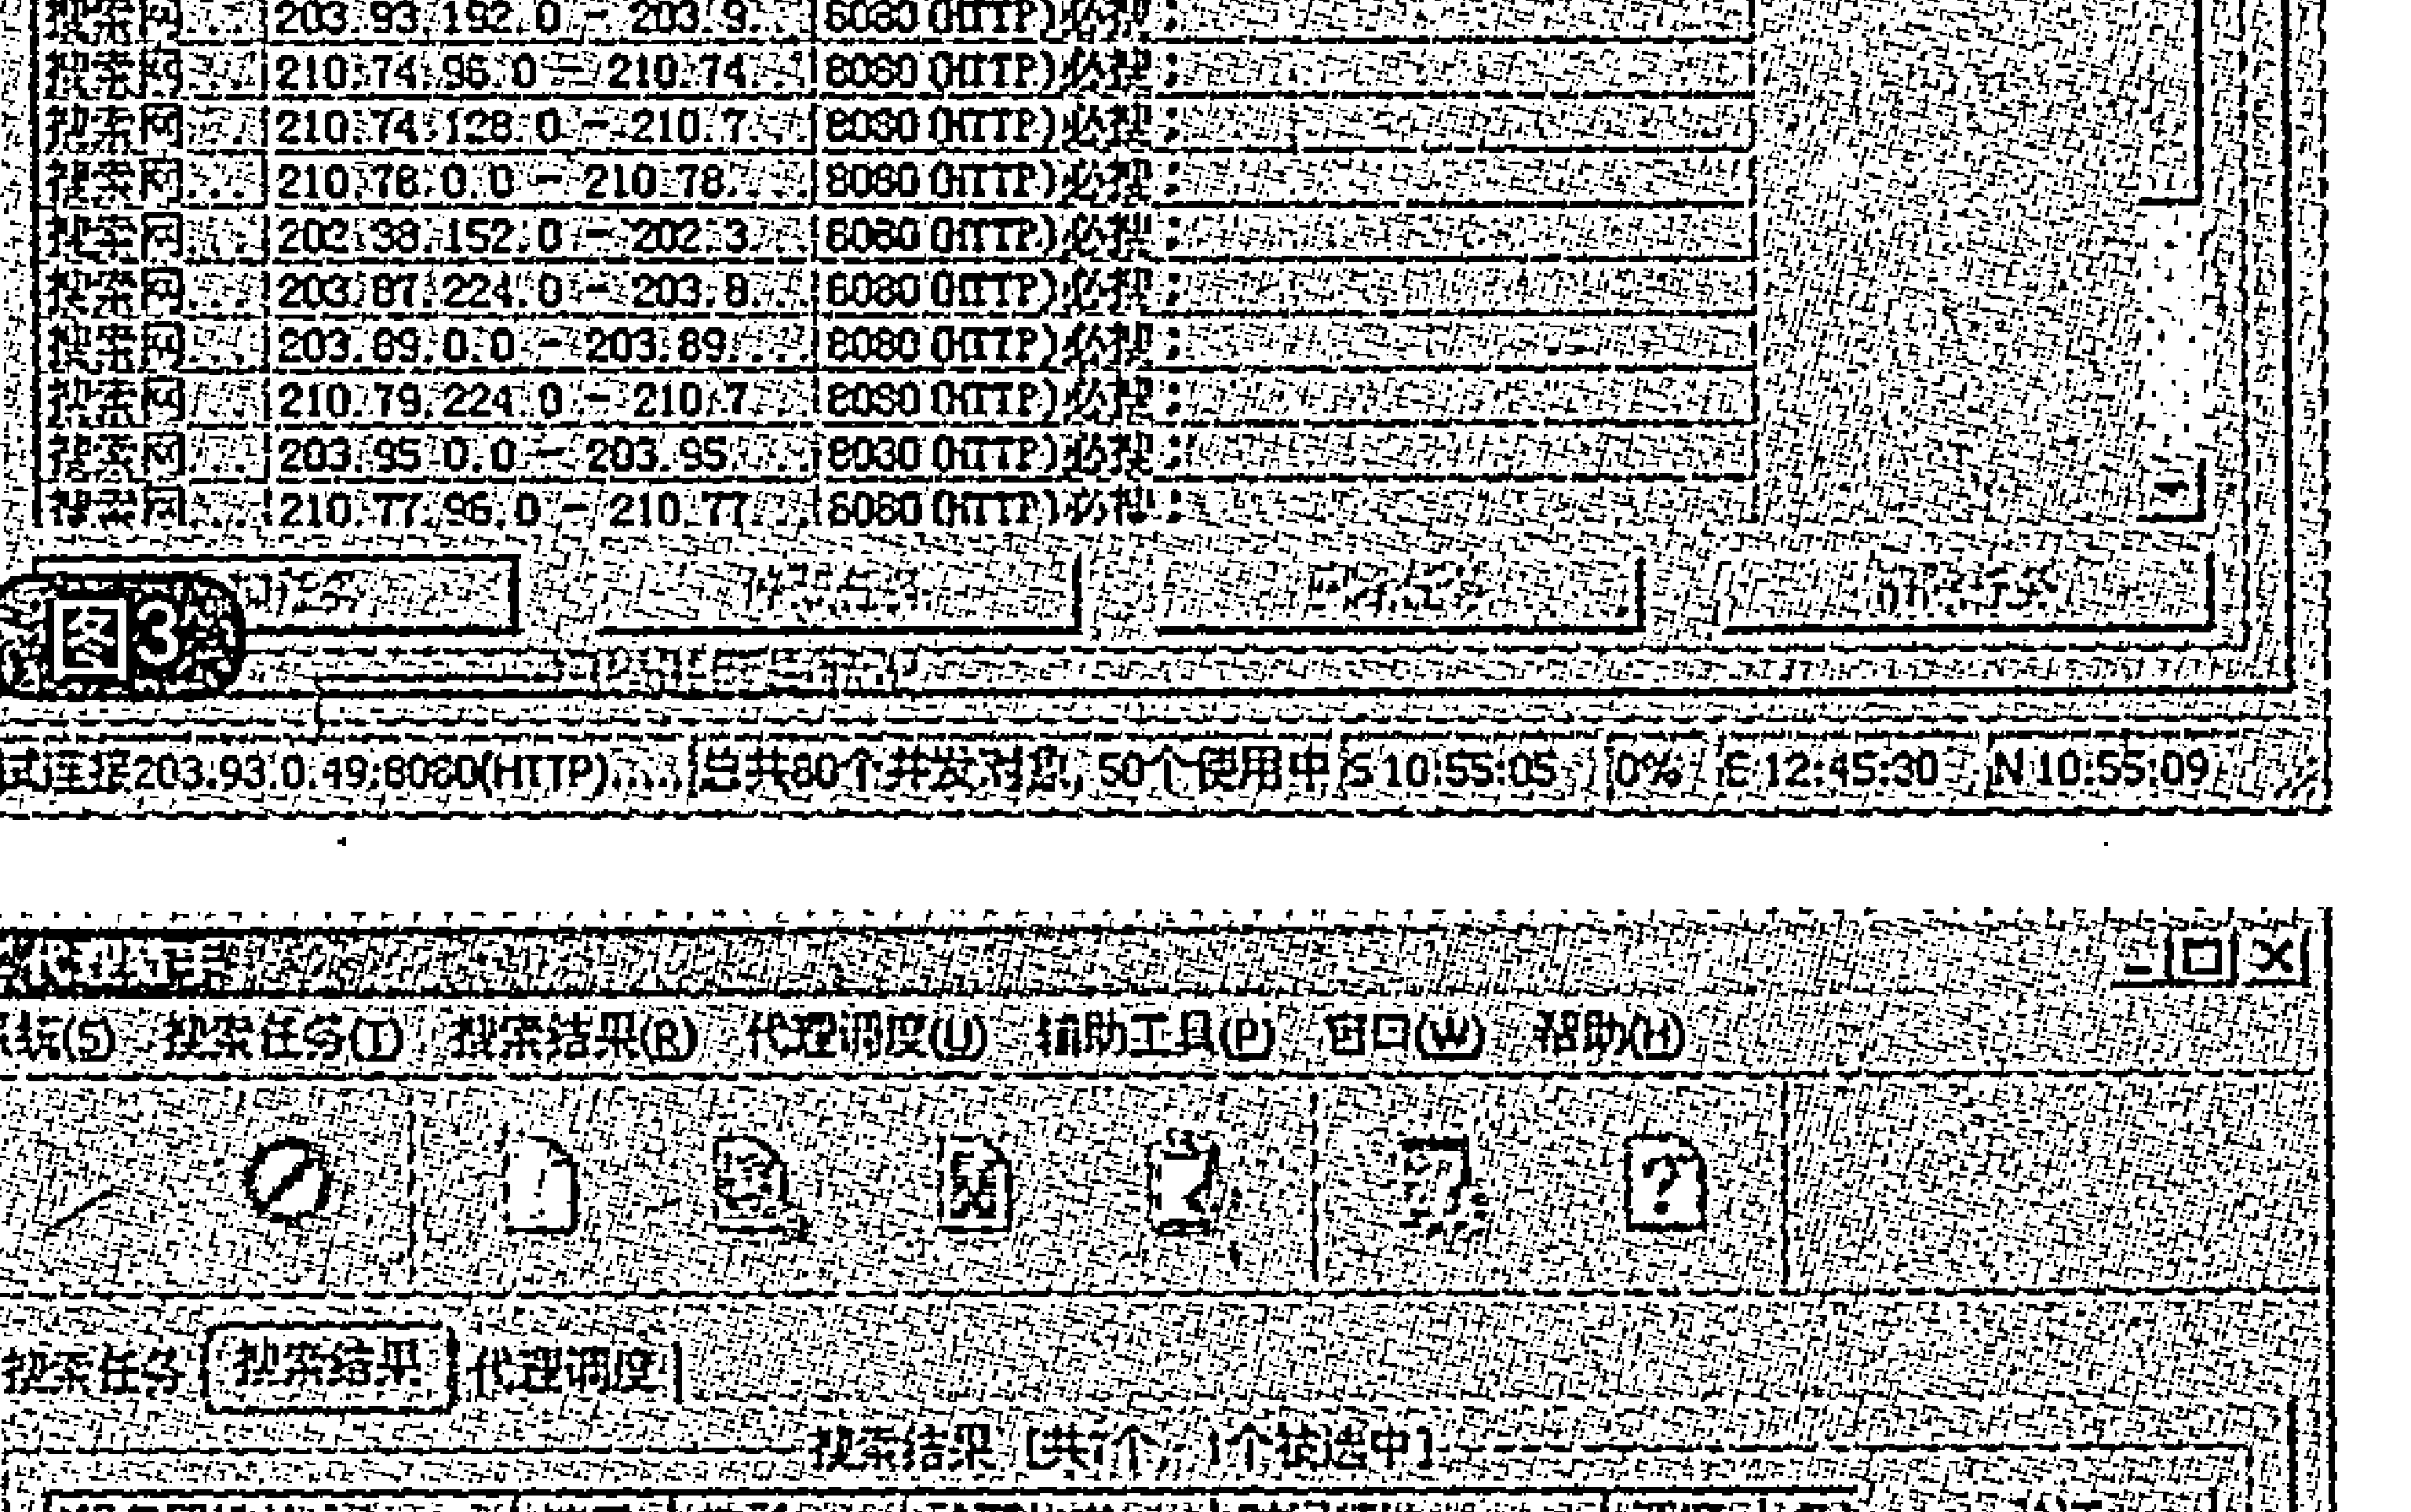 搜索网... 203.93.192.0 - 203.9... 8080(HTTP)必搜:
搜索网... 210.74.96.0 - 210.74... 8080(HTTP)必搜:
搜索网... 210.74.128.0 - 210.7... 8080(HTTP)必搜:
搜索网... 210.78.0.0 - 210.78... 8080(HTTP)必搜:
搜索网... 202.38.152.0 - 202.3... 8080(HTTP)必搜:
搜索网... 203.87.224.0 - 203.8... 8080(HTTP)必搜:
搜索网... 203.89.0.0 - 203.89... 8080(HTTP)必搜:
搜索网... 210.79.224.0 - 210.7... 8080(HTTP)必搜:
搜索网... 203.95.0.0 - 203.95... 8080(HTTP)必搜:
搜索网... 210.77.96.0 - 210.77... 8080(HTTP)必搜:
图3
试连接203.93.0.49:8080(HTTP).... 总共80个并发对象, 50个使用中 S 10:55:05 0% E 12:45:30 N 10:55:09
代理猎手
系统(S) 搜索任务(T) 搜索结果(R) 代理调度(U) 辅助工具(P) 窗口(W) 帮助(H)
搜索任务 搜索结果 代理调度
搜索结果 [共1个, 1个被选中]